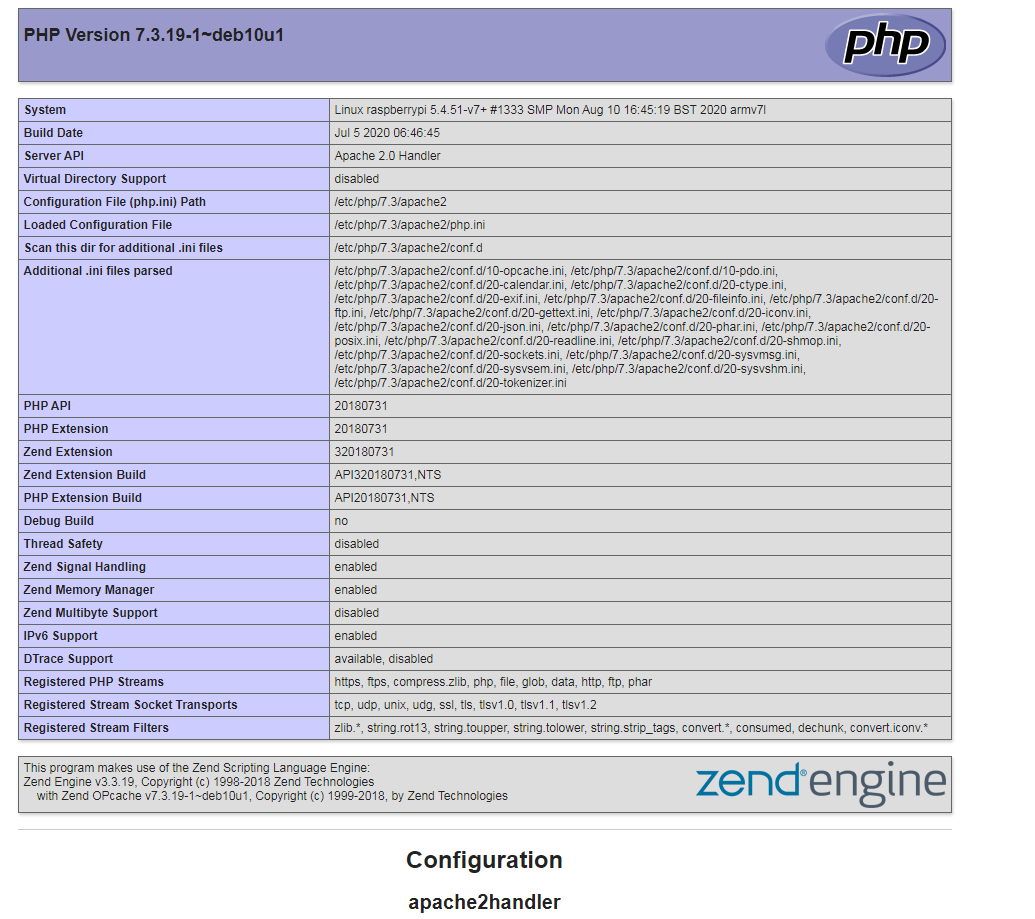 PHP Version 7.3.19-1~deb10u1
php
System Linux raspberrypi 5.4.51-v7+ #1333 SMP Mon Aug 10 16:45:19 BST 2020 armv7l
Build Date Jul 5 2020 06:46:45
Server API Apache 2.0 Handler
Virtual Directory Support disabled
Configuration File (php.ini) Path /etc/php/7.3/apache2
Loaded Configuration File /etc/php/7.3/apache2/php.ini
Scan this dir for additional .ini files /etc/php/7.3/apache2/conf.d
Additional .ini files parsed /etc/php/7.3/apache2/conf.d/10-opcache.ini, /etc/php/7.3/apache2/conf.d/10-pdo.ini,
/etc/php/7.3/apache2/conf.d/20-calendar.ini, /etc/php/7.3/apache2/conf.d/20-ctype.ini,
/etc/php/7.3/apache2/conf.d/20-exif.ini, /etc/php/7.3/apache2/conf.d/20-fileinfo.ini, /etc/php/7.3/apache2/conf.d/20-
ftp.ini, /etc/php/7.3/apache2/conf.d/20-gettext.ini, /etc/php/7.3/apache2/conf.d/20-iconv.ini,
/etc/php/7.3/apache2/conf.d/20-json.ini, /etc/php/7.3/apache2/conf.d/20-phar.ini, /etc/php/7.3/apache2/conf.d/20-
posix.ini, /etc/php/7.3/apache2/conf.d/20-readline.ini, /etc/php/7.3/apache2/conf.d/20-shmop.ini,
/etc/php/7.3/apache2/conf.d/20-sockets.ini, /etc/php/7.3/apache2/conf.d/20-sysvmsg.ini,
/etc/php/7.3/apache2/conf.d/20-sysvsem.ini, /etc/php/7.3/apache2/conf.d/20-sysvshm.ini,
/etc/php/7.3/apache2/conf.d/20-tokenizer.ini
PHP API 20180731
PHP Extension 20180731
Zend Extension 320180731
Zend Extension Build API320180731,NTS
PHP Extension Build API20180731,NTS
Debug Build no
Thread Safety disabled
Zend Signal Handling enabled
Zend Memory Manager enabled
Zend Multibyte Support disabled
IPv6 Support enabled
DTrace Support available, disabled
Registered PHP Streams https, ftps, compress.zlib, php, file, glob, data, http, ftp, phar
Registered Stream Socket Transports tcp, udp, unix, udg, ssl, tls, tlsv1.0, tlsv1.1, tlsv1.2
Registered Stream Filters zlib.*, string.rot13, string.toupper, string.tolower, string.strip_tags, convert.*, consumed, dechunk, convert.iconv.*
This program makes use of the Zend Scripting Language Engine:
Zend Engine v3.3.19, Copyright (c) 1998-2018 Zend Technologies
with Zend OPcache v7.3.19-1~deb10u1, Copyright (c) 1999-2018, by Zend Technologies
zend® engine
Configuration
apache2handler